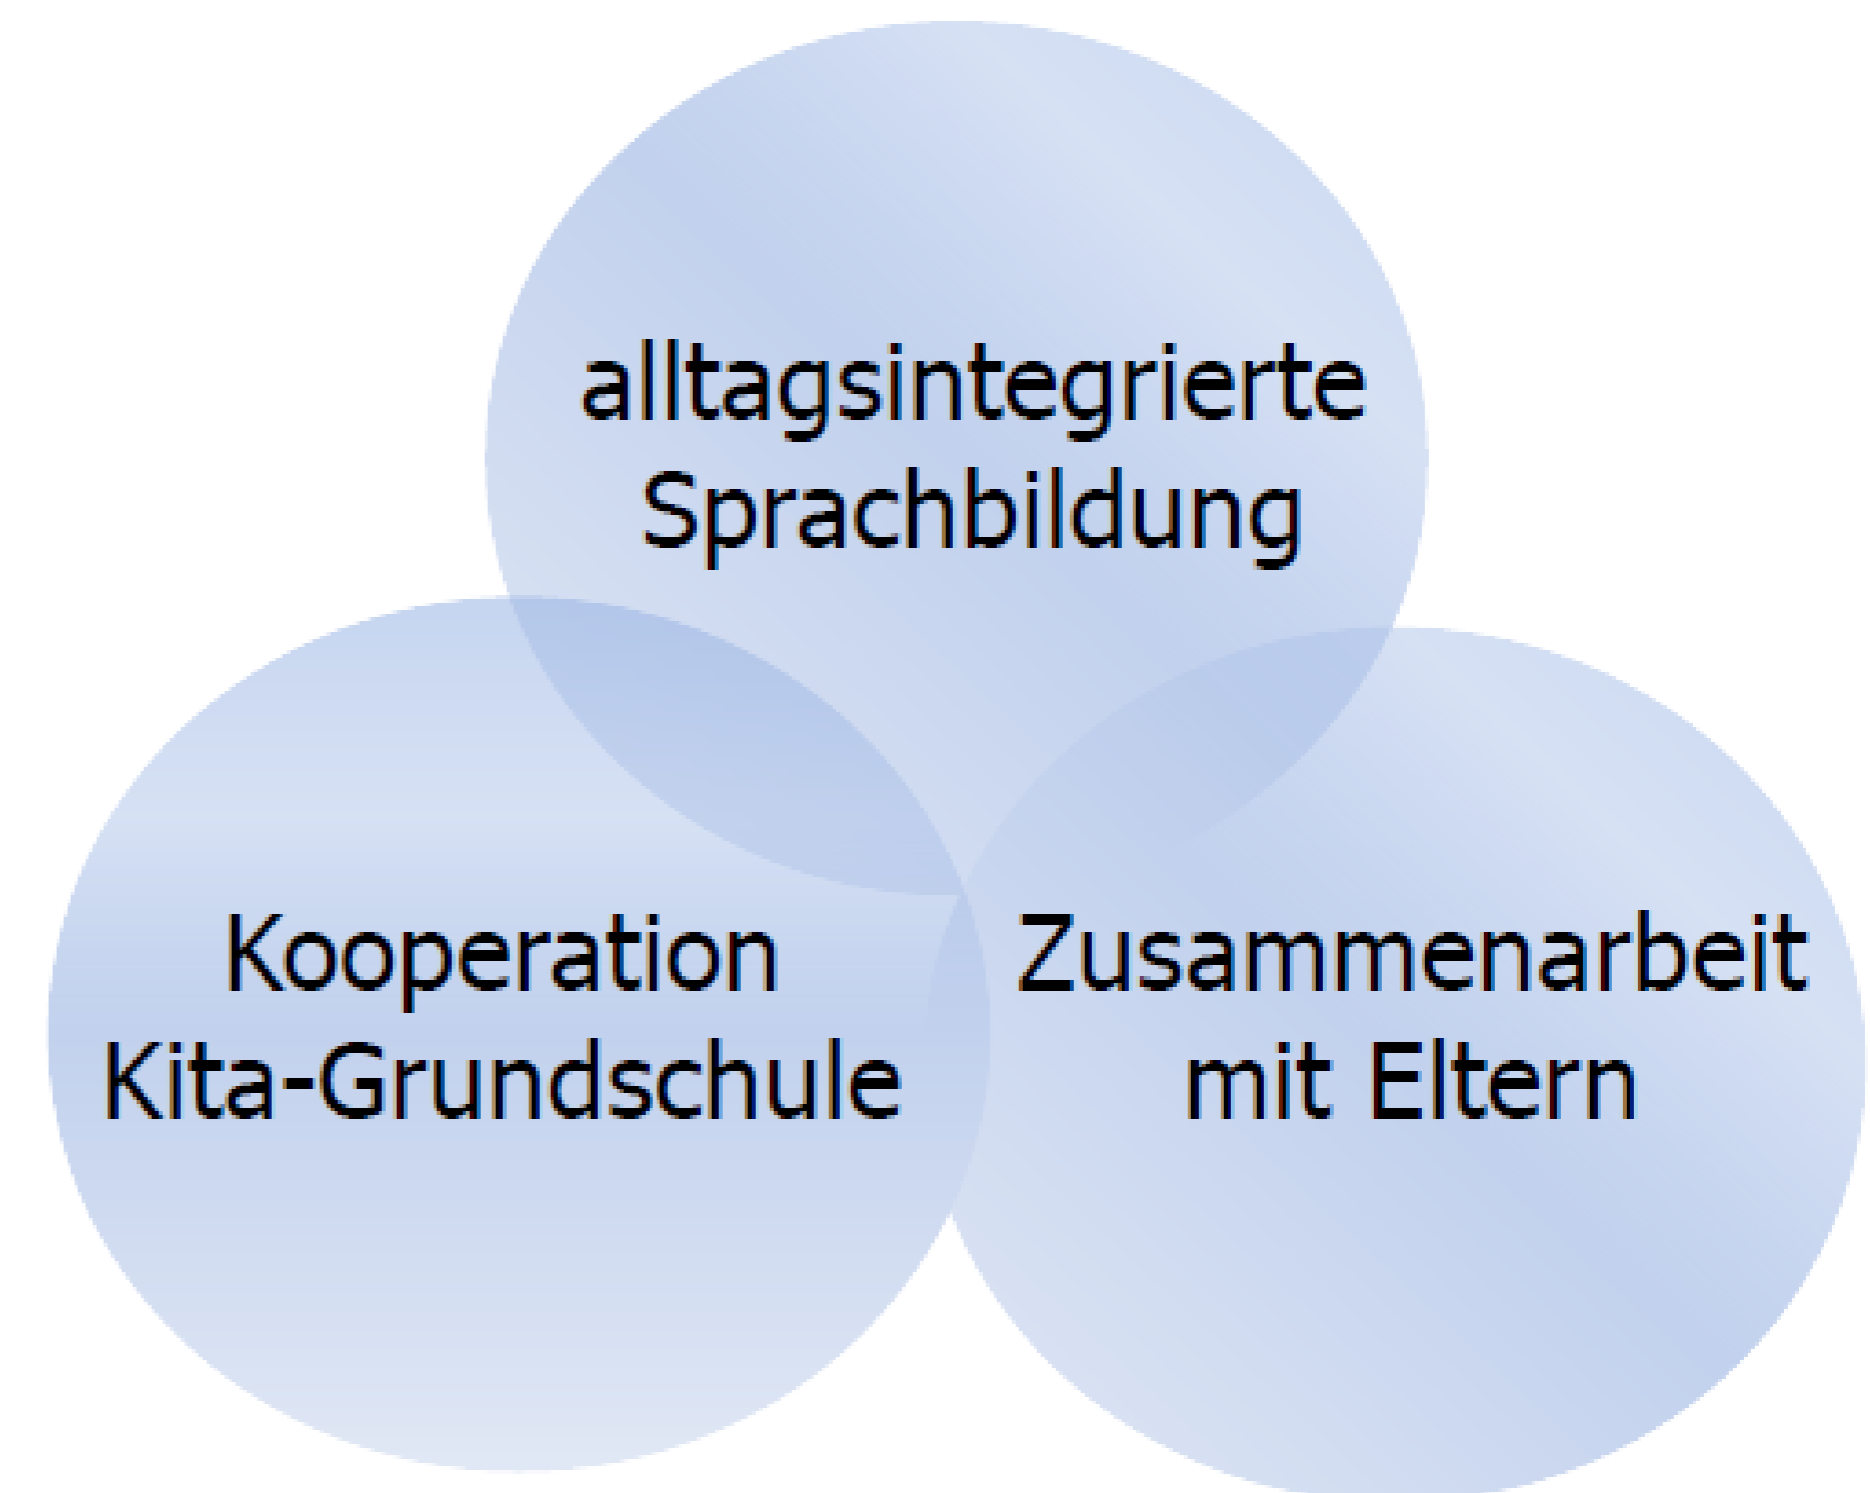 alltagsintegrierte
Sprachbildung
Kooperation
Kita-Grundschule
Zusammenarbeit
mit Eltern